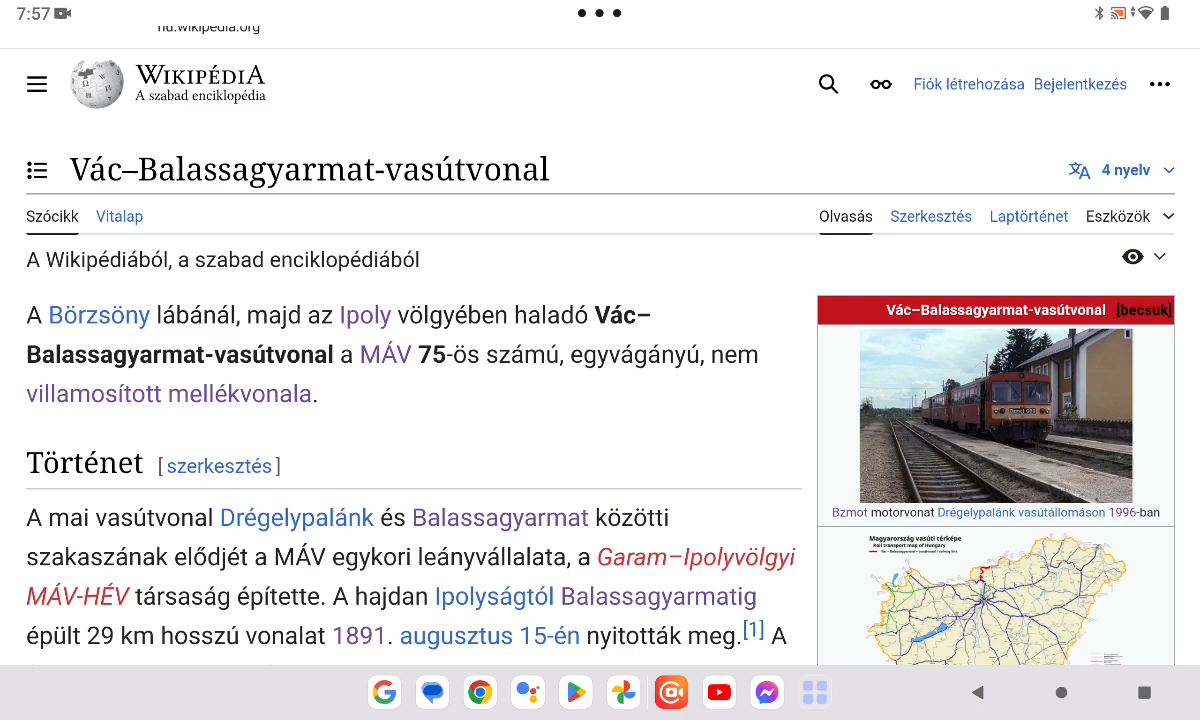 7:57
hu.wikipedia.org
WIKIPÉDIA
A szabad enciklopédia
Fiók létrehozása Bejelentkezés
Vác–Balassagyarmat-vasútvonal
4 nyelv
Szócikk Vitalap
Olvasás Szerkesztés Laptörténet Eszközök
A Wikipédiából, a szabad enciklopédiából
A Börzsöny lábánál, majd az Ipoly völgyében haladó Vác–
Balassagyarmat-vasútvonal a MÁV 75-ös számú, egyvágányú, nem
villamosított mellékvonala.
Történet [szerkesztés]
A mai vasútvonal Drégelypalánk és Balassagyarmat közötti
szakaszának elődjét a MÁV egykori leányvállalata, a Garam–Ipolyvölgyi
MÁV-HÉV társaság építette. A hajdan Ipolyságtól Balassagyarmatig
épült 29 km hosszú vonalat 1891. augusztus 15-én nyitották meg.[1] A
Vác–Balassagyarmat-vasútvonal [becsuk]
Bzmot motorvonat Drégelypalánk vasútállomáson 1996-ban
Magyarország vasúti térképe
Rail transport map of Hungary